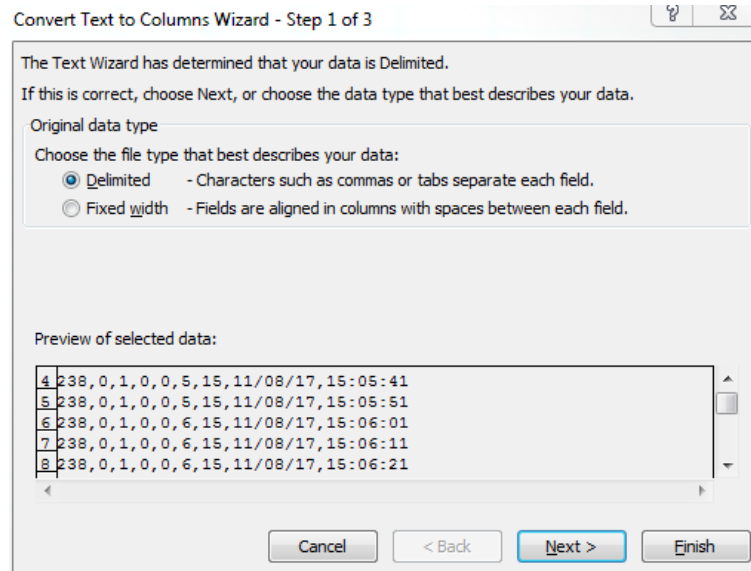 Convert Text to Columns Wizard - Step 1 of 3
The Text Wizard has determined that your data is Delimited.
If this is correct, choose Next, or choose the data type that best describes your data.
Original data type
Choose the file type that best describes your data:
Delimited - Characters such as commas or tabs separate each field.
Fixed width - Fields are aligned in columns with spaces between each field.
Preview of selected data:
4 238,0,1,0,0,5,15,11/08/17,15:05:41
5 238,0,1,0,0,5,15,11/08/17,15:05:51
6 238,0,1,0,0,6,15,11/08/17,15:06:01
7 238,0,1,0,0,6,15,11/08/17,15:06:11
8 238,0,1,0,0,6,15,11/08/17,15:06:21
Cancel < Back Next > Finish